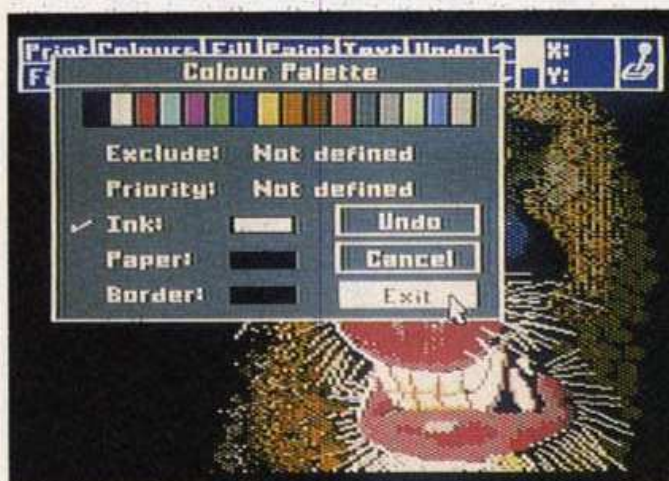 Print Colours Fill Paint Text Undo X:
Fi Y:
Colour Palette
Exclude: Not defined
Priority: Not defined
Ink: Undo
Paper: Cancel
Border: Exit